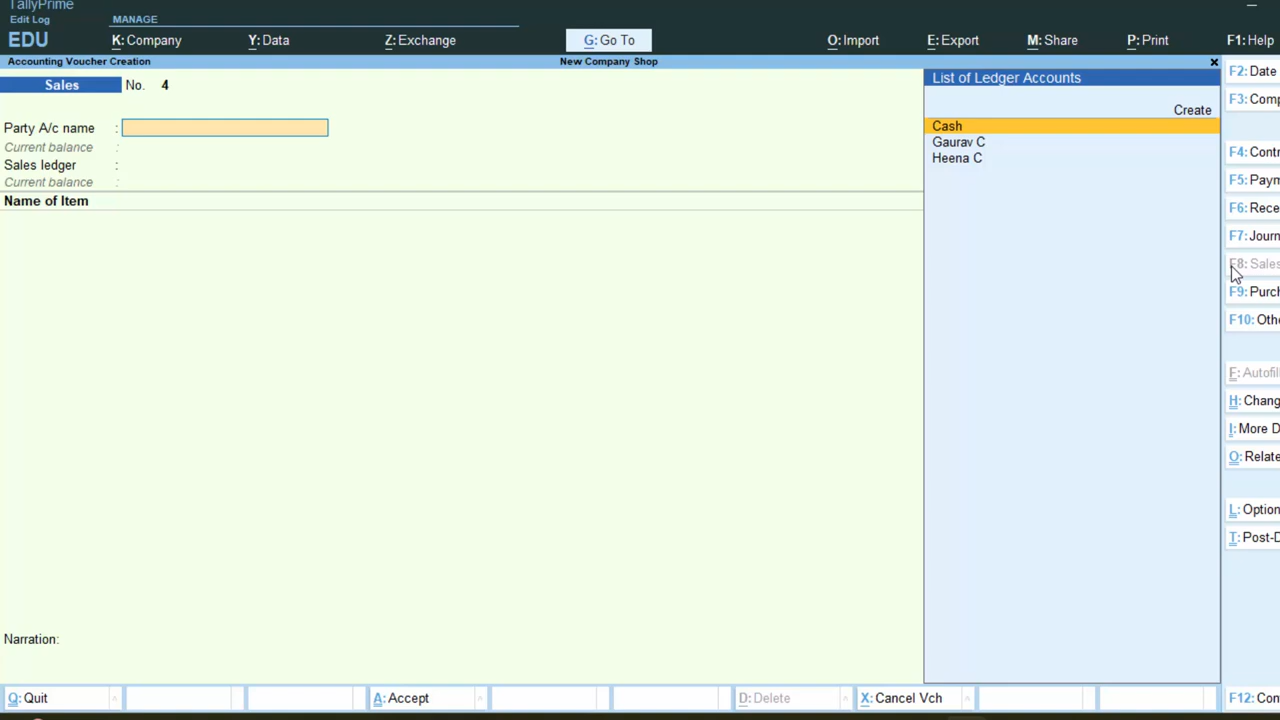 TallyPrime
Edit Log
MANAGE
EDU
K: Company
Y: Data
Z: Exchange
G: Go To
O: Import
E: Export
M: Share
P: Print
F1: Help
Accounting Voucher Creation
New Company Shop
Sales No. 4
Party A/c name :
Current balance :
Sales ledger :
Current balance :
Name of Item
Narration:
List of Ledger Accounts
Create
Cash
Gaurav C
Heena C
F2: Date
F3: Comp
F4: Contr
F5: Paym
F6: Rece
F7: Journ
F8: Sales
F9: Purch
F10: Othe
F: Autofil
H: Chang
I: More D
O: Relate
L: Option
T: Post-D
Q: Quit
A: Accept
D: Delete
X: Cancel Vch
F12: Con